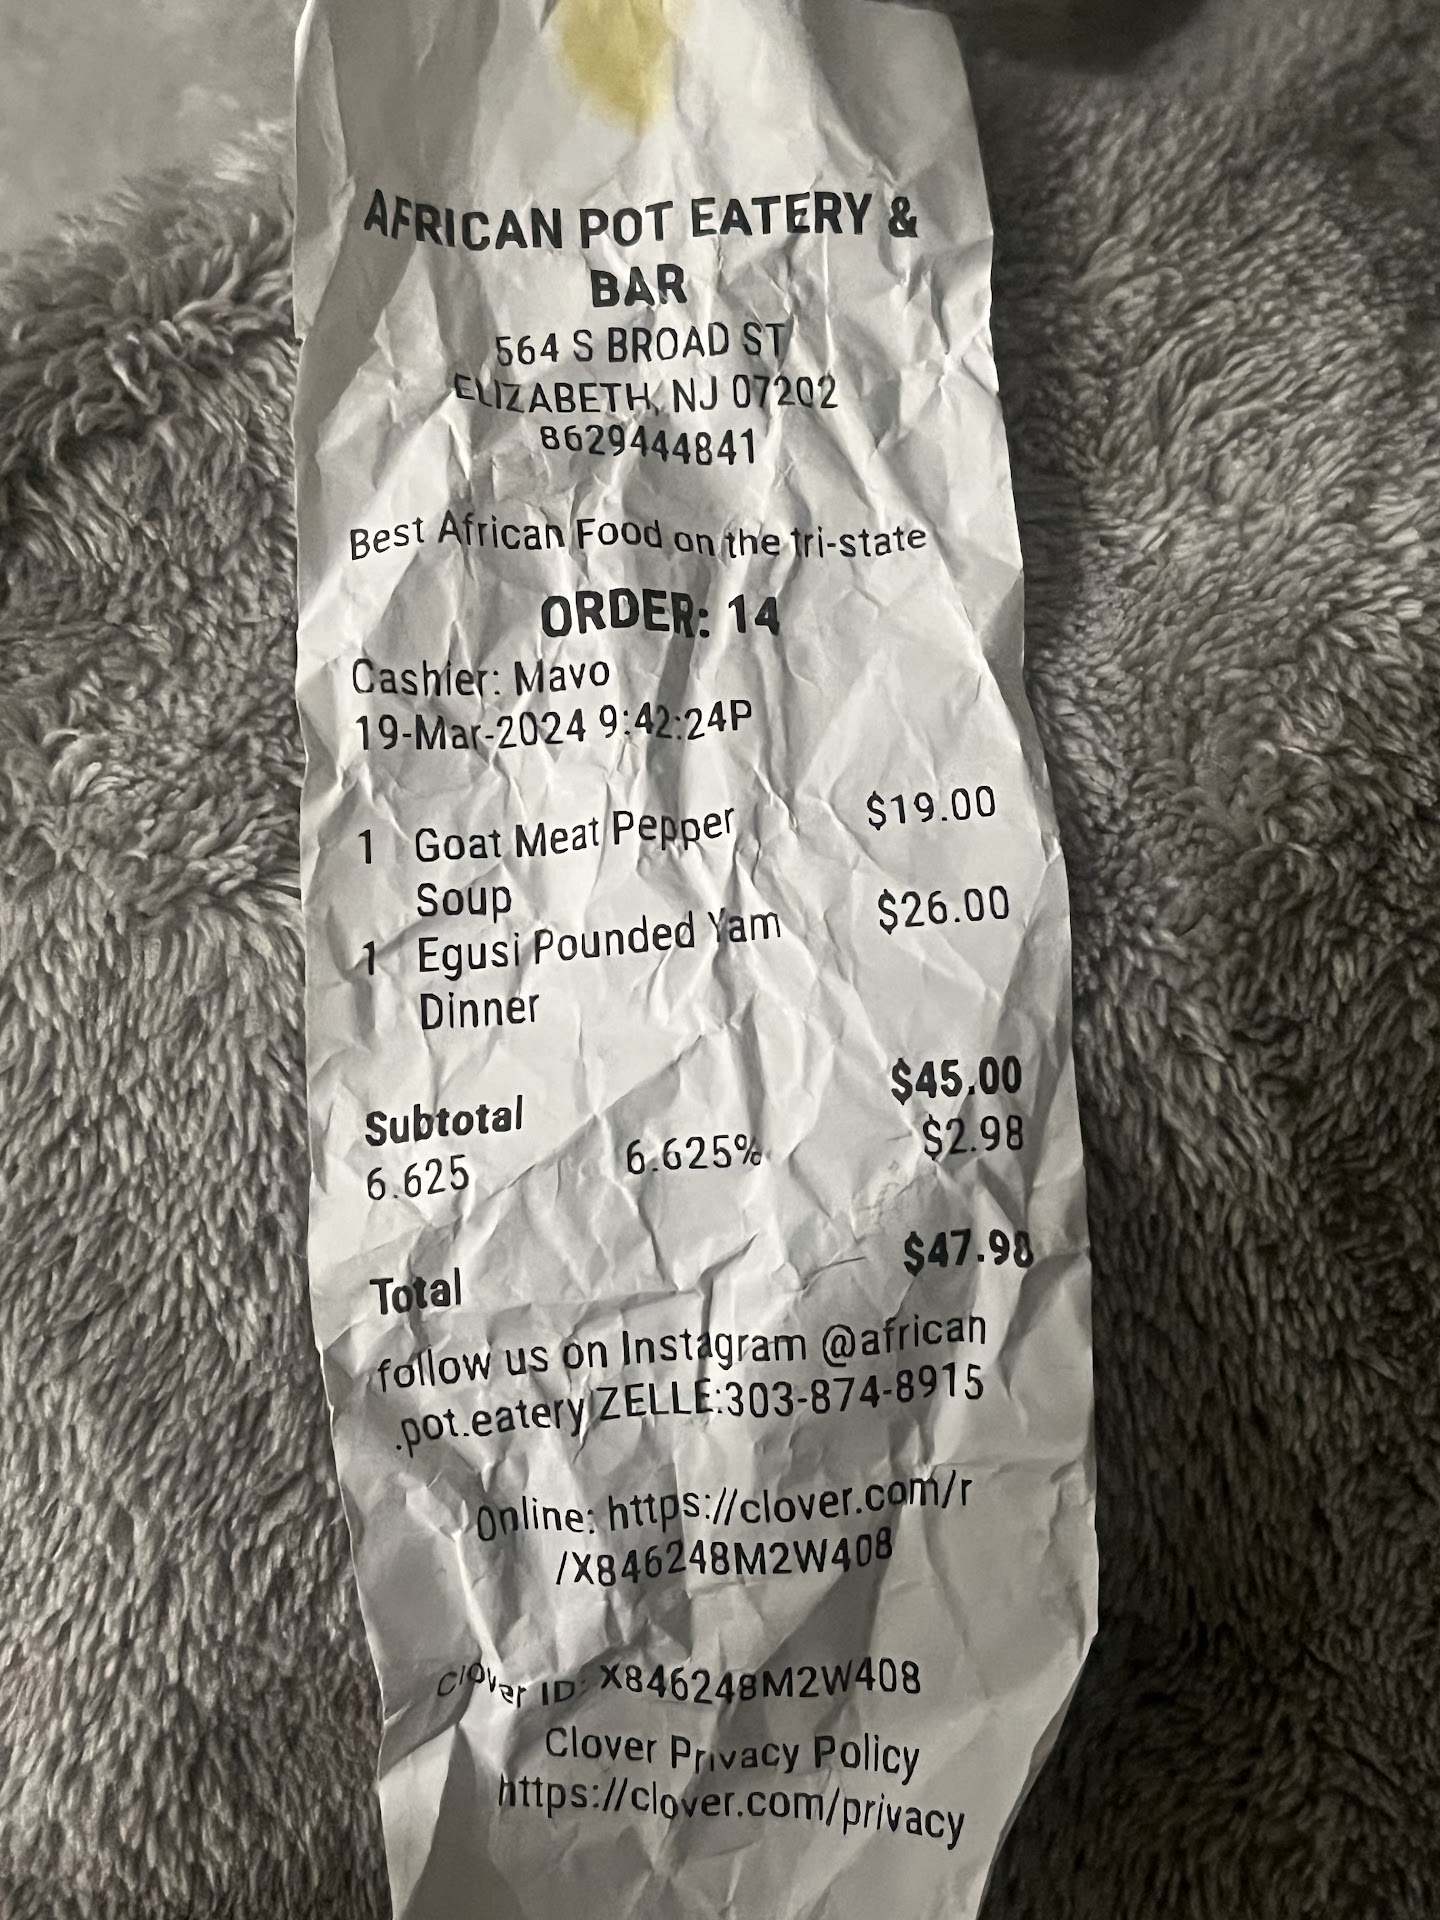 AFRICAN POT EATERY &
BAR
564 S BROAD ST
ELIZABETH, NJ 07202
8629444841
Best African Food on the tri-state
ORDER: 14
Cashier: Mavo
19-Mar-2024 9:42:24P
1 Goat Meat Pepper $19.00
Soup
1 Egusi Pounded Yam $26.00
Dinner
Subtotal $45.00
6.625 6.625% $2.98
Total $47.98
follow us on Instagram @african
.pot.eatery ZELLE:303-874-8915
Online: https://clover.com/r
/X846248M2W408
Clover ID: X846248M2W408
Clover Privacy Policy
https://clover.com/privacy